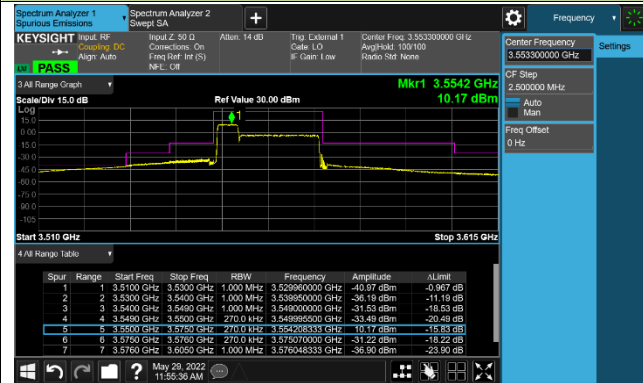 Spectrum Analyzer 1
Spurious Emissions
Spectrum Analyzer 2
Swept SA
Frequency
KEYSIGHT
Input: RF
Coupling: DC
Align: Auto
Input Z: 50 Ω
Corrections: On
Freq Ref: Int (S)
NFE: Off
Atten: 14 dB
Trig: External 1
Gate: LO
IF Gain: Low
Center Freq: 3.553300000 GHz
Avg|Hold: 100/100
Radio Std: None
LXI
PASS
Center Frequency
3.553300000 GHz
Settings
CF Step
2.500000 MHz
Auto
Man
Freq Offset
0 Hz
3 All Range Graph
Mkr1 3.5542 GHz
Scale/Div 15.0 dB
Ref Value 30.00 dBm
10.17 dBm
Log
15.0
0.00
-15.0
-30.0
-45.0
-60.0
-75.0
-90.0
-105
1
Start 3.510 GHz
Stop 3.615 GHz
4 All Range Table
Spur Range Start Freq Stop Freq RBW Frequency Amplitude ΔLimit
1 1 3.5100 GHz 3.5300 GHz 1.000 MHz 3.529960000 GHz -40.97 dBm -0.967 dB
2 2 3.5300 GHz 3.5400 GHz 1.000 MHz 3.539950000 GHz -36.19 dBm -11.19 dB
3 3 3.5400 GHz 3.5490 GHz 1.000 MHz 3.549000000 GHz -31.53 dBm -18.53 dB
4 4 3.5490 GHz 3.5500 GHz 270.0 kHz 3.549995500 GHz -33.49 dBm -20.49 dB
5 5 3.5500 GHz 3.5750 GHz 270.0 kHz 3.554208333 GHz 10.17 dBm -15.83 dB
6 6 3.5750 GHz 3.5760 GHz 270.0 kHz 3.575070000 GHz -31.22 dBm -18.22 dB
7 7 3.5760 GHz 3.6050 GHz 1.000 MHz 3.576048333 GHz -36.90 dBm -23.90 dB
May 29, 2022
11:55:36 AM